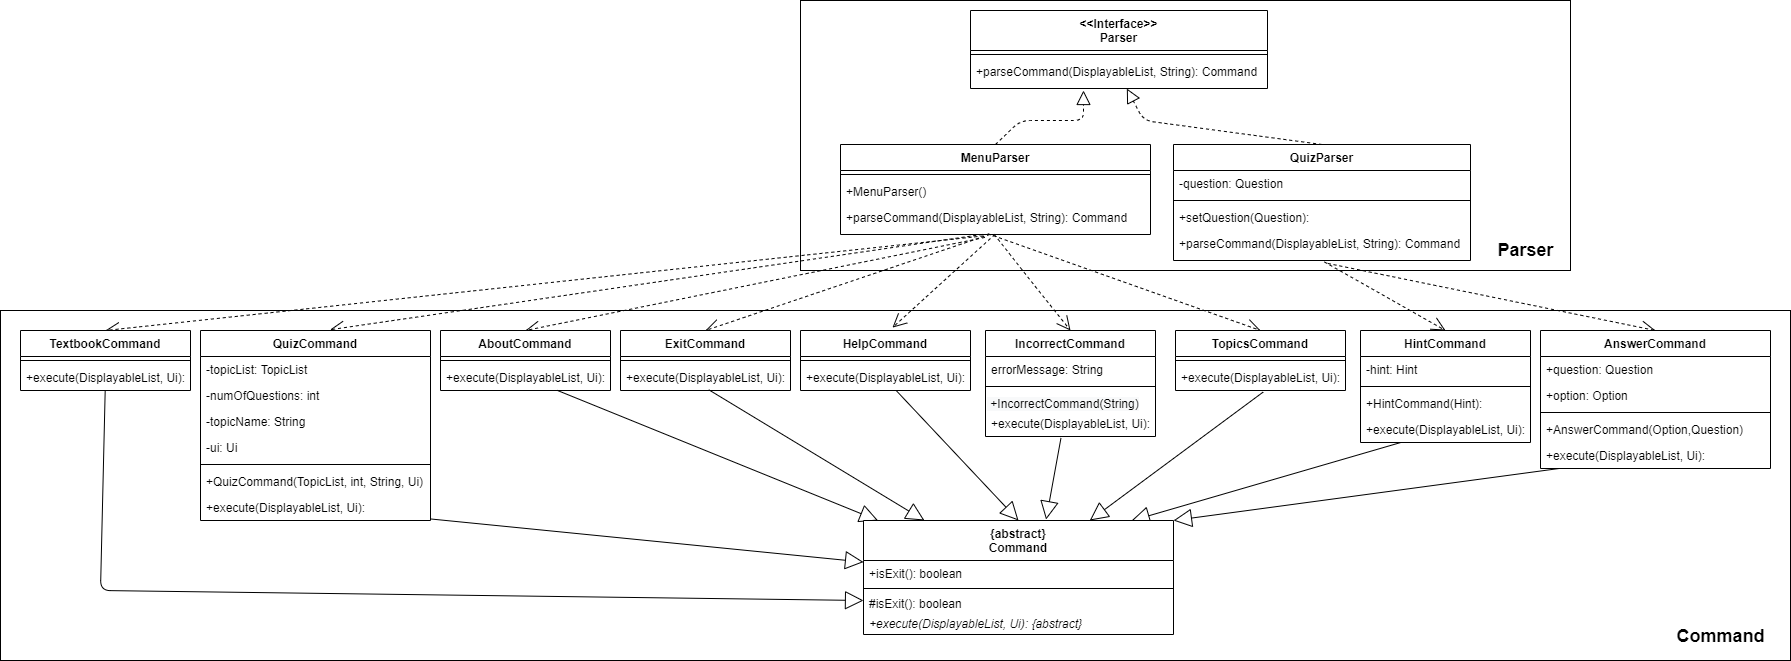 <<Interface>>
Parser
+parseCommand(DisplayableList, String): Command
MenuParser
+MenuParser()
+parseCommand(DisplayableList, String): Command
QuizParser
-question: Question
+setQuestion(Question):
+parseCommand(DisplayableList, String): Command
Parser
TextbookCommand
+execute(DisplayableList, Ui):
QuizCommand
-topicList: TopicList
-numOfQuestions: int
-topicName: String
-ui: Ui
+QuizCommand(TopicList, int, String, Ui)
+execute(DisplayableList, Ui):
AboutCommand
+execute(DisplayableList, Ui):
ExitCommand
+execute(DisplayableList, Ui):
HelpCommand
+execute(DisplayableList, Ui):
IncorrectCommand
errorMessage: String
+IncorrectCommand(String)
+execute(DisplayableList, Ui):
TopicsCommand
+execute(DisplayableList, Ui):
HintCommand
-hint: Hint
+HintCommand(Hint):
+execute(DisplayableList, Ui):
AnswerCommand
+question: Question
+option: Option
+AnswerCommand(Option,Question)
+execute(DisplayableList, Ui):
{abstract}
Command
+isExit(): boolean
#isExit(): boolean
+execute(DisplayableList, Ui): {abstract}
Command